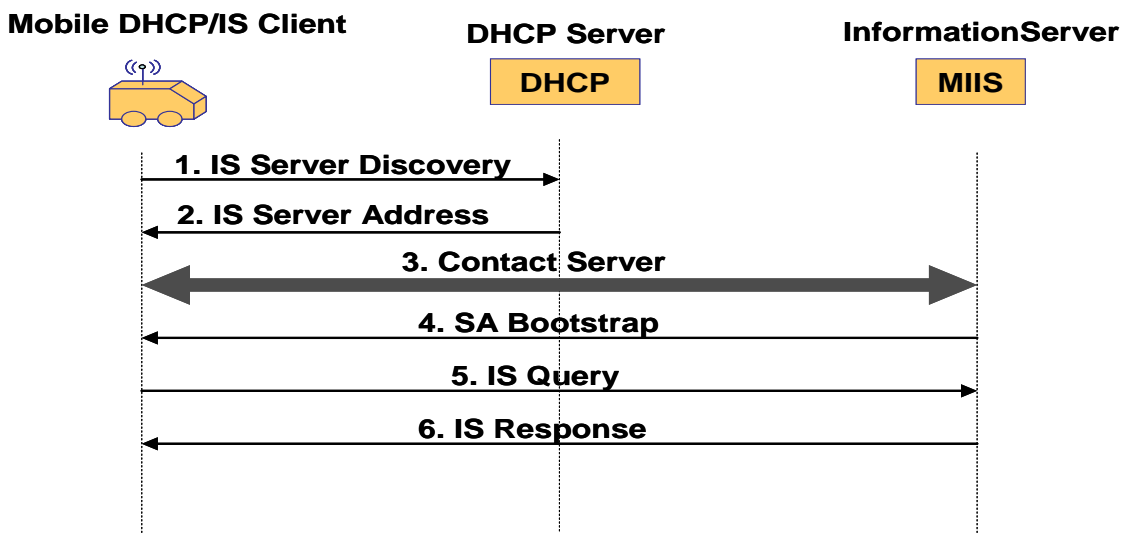 Mobile DHCP/IS Client
DHCP Server
InformationServer
DHCP
MIIS
1. IS Server Discovery
2. IS Server Address
3. Contact Server
4. SA Bootstrap
5. IS Query
6. IS Response